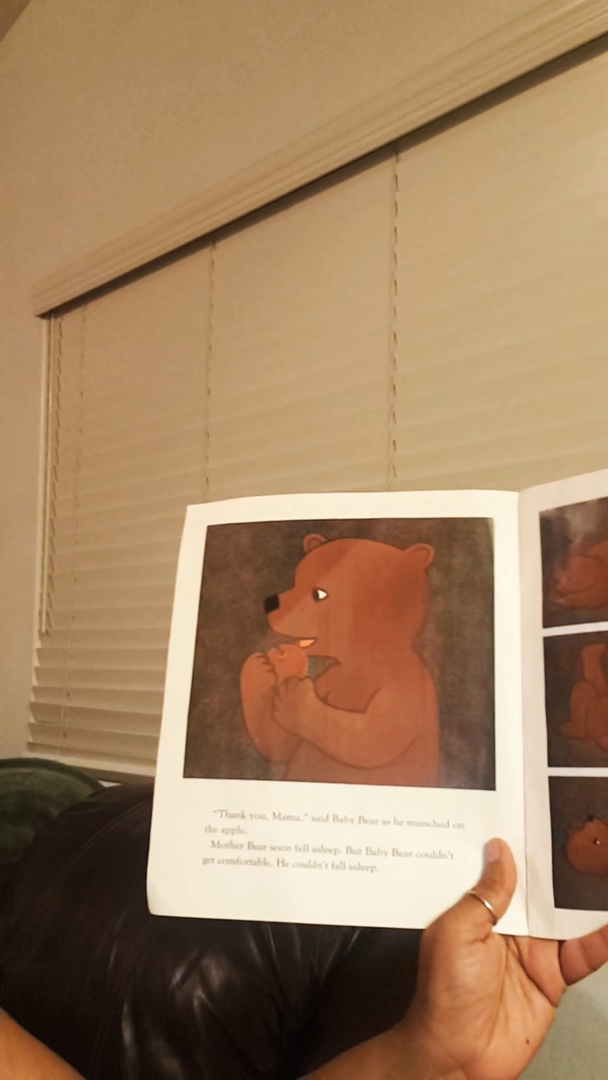 "Thank you, Mama," said Baby Bear as he munched on
the apple.
Mother Bear soon fell asleep. But Baby Bear couldn't
get comfortable. He couldn't fall asleep.